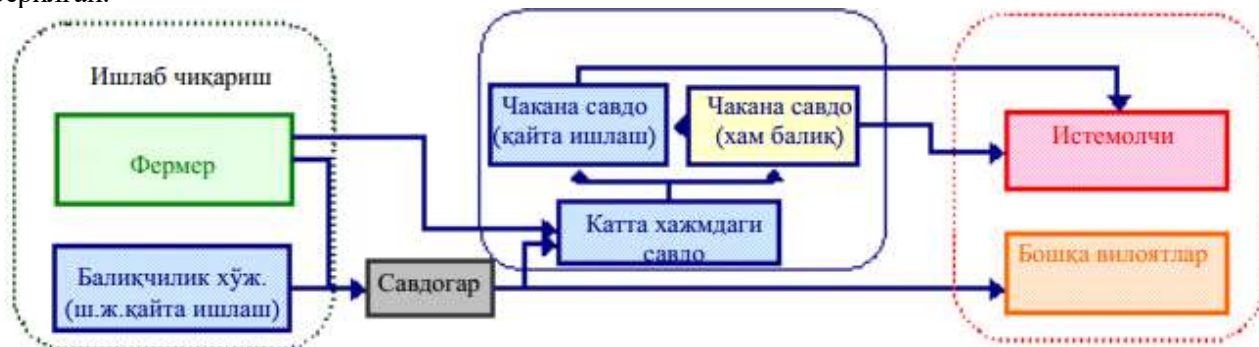 Ишлаб чиқариш
Фермер
Балиқчилик хўж.
(ш.ж.қайта ишлаш)
Савдогар
Чакана савдо
(қайта ишлаш)
Чакана савдо
(хам балиқ)
Катта хажмдаги
савдо
Истемолчи
Бошқа вилоятлар